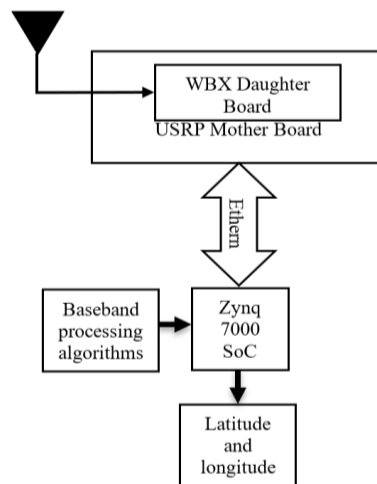 WBX Daughter
Board
USRP Mother Board
Ethern
Baseband
processing
algorithms
Zynq
7000
SoC
Latitude
and
longitude